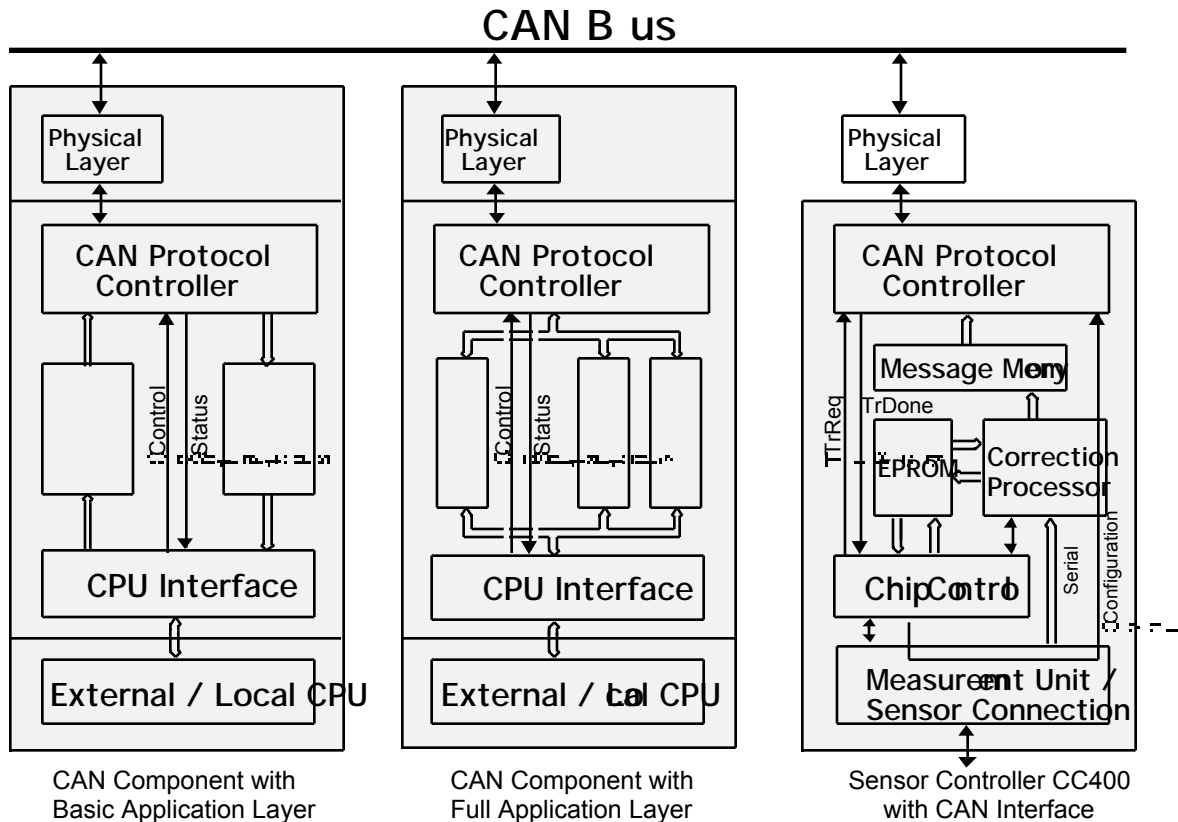 CAN B us
Physical
Layer
CAN Protocol
Controller
Control
Status
CPU Interface
External / Local CPU
CAN Component with
Basic Application Layer
Physical
Layer
CAN Protocol
Controller
Control
Status
CPU Interface
External / Local CPU
CAN Component with
Full Application Layer
Physical
Layer
CAN Protocol
Controller
Message Memory
TTrReq
TrDone
EPROM
Correction
Processor
Serial
Configuration
Chip Control
Measurement Unit /
Sensor Connection
Sensor Controller CC400
with CAN Interface